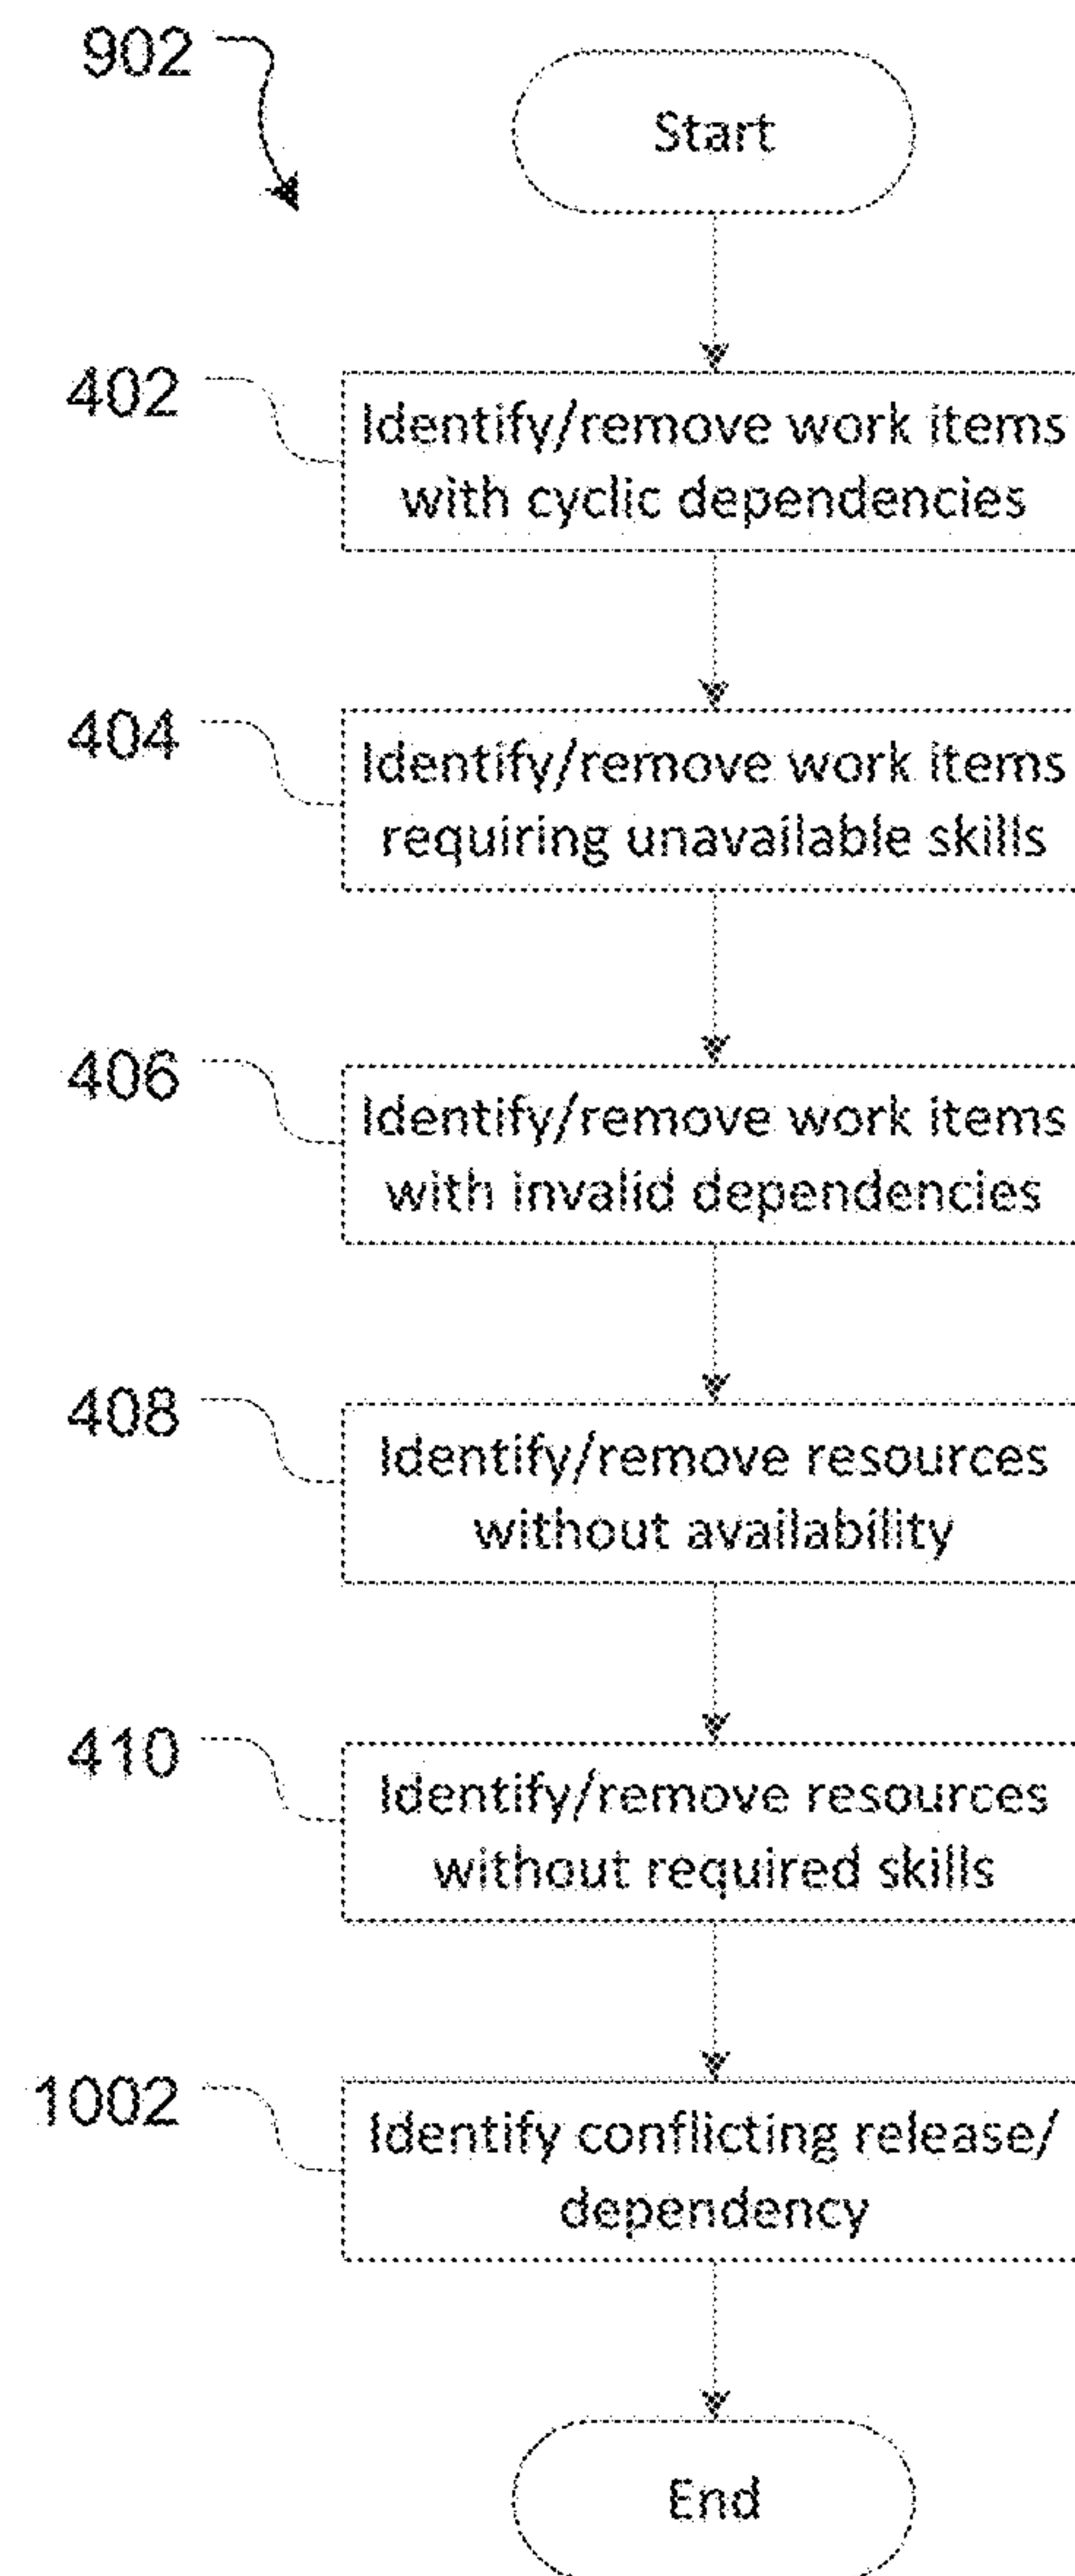 902
Start
402
Identify/remove work items
with cyclic dependencies
404
Identify/remove work items
requiring unavailable skills
406
Identify/remove work items
with invalid dependencies
408
Identify/remove resources
without availability
410
Identify/remove resources
without required skills
1002
Identify conflicting release/
dependency
End